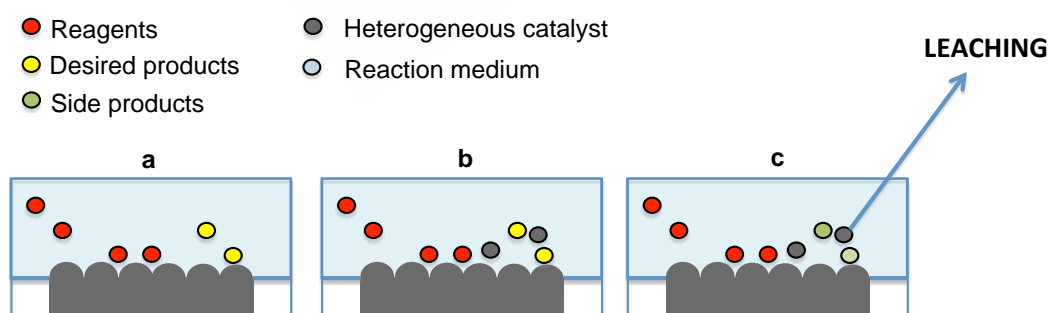 Reagents
Desired products
Side products
Heterogeneous catalyst
Reaction medium
LEACHING
a
b
c